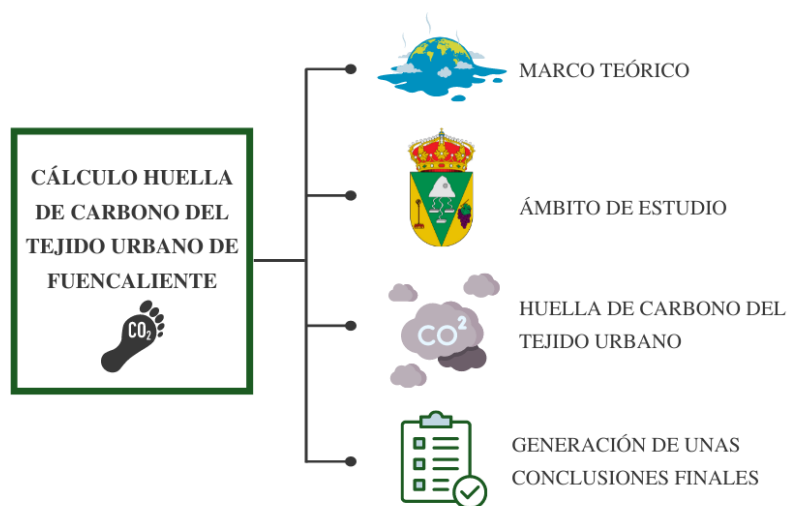 CÁLCULO HUELLA
DE CARBONO DEL
TEJIDO URBANO DE
FUENCALIENTE
CO₂
MARCO TEÓRICO
ÁMBITO DE ESTUDIO
CO²
HUELLA DE CARBONO DEL
TEJIDO URBANO
GENERACIÓN DE UNAS
CONCLUSIONES FINALES